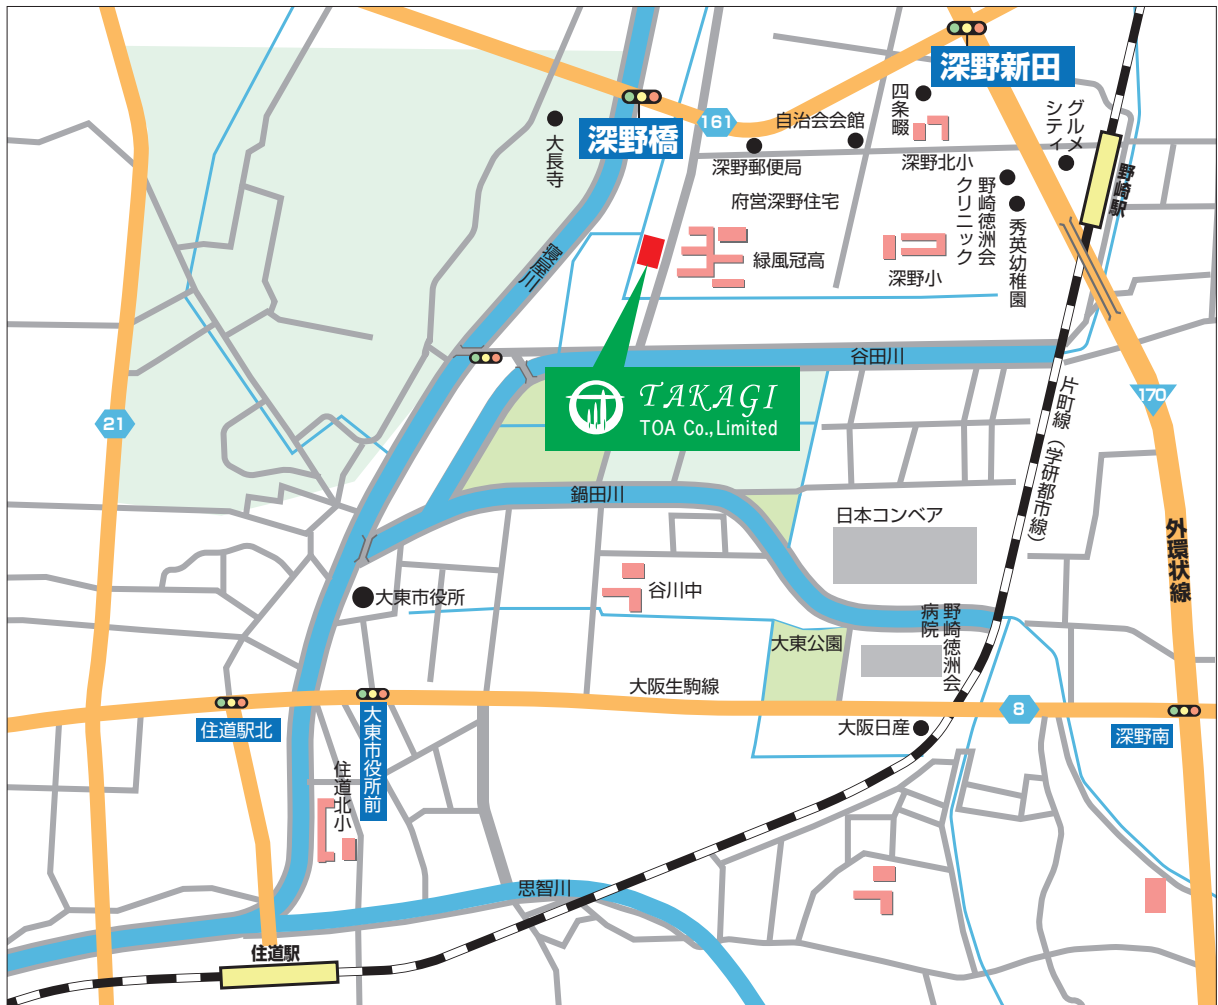 深野新田
四条畷
グルメ
シティ
深野橋
161
自治会会館
大長寺
深野郵便局
深野北小
野崎駅
府営深野住宅
野崎徳洲会
クリニック
秀英幼稚園
寝屋川
緑風冠高
深野小
谷田川
TAKAGI
TOA Co., Limited
170
片町線(学研都市線)
21
鍋田川
日本コンベア
外環状線
大東市役所
谷川中
野崎徳洲会
病院
大東公園
大阪生駒線
8
住道駅北
大東市役所前
大阪日産
深野南
住道北小
恩智川
住道駅